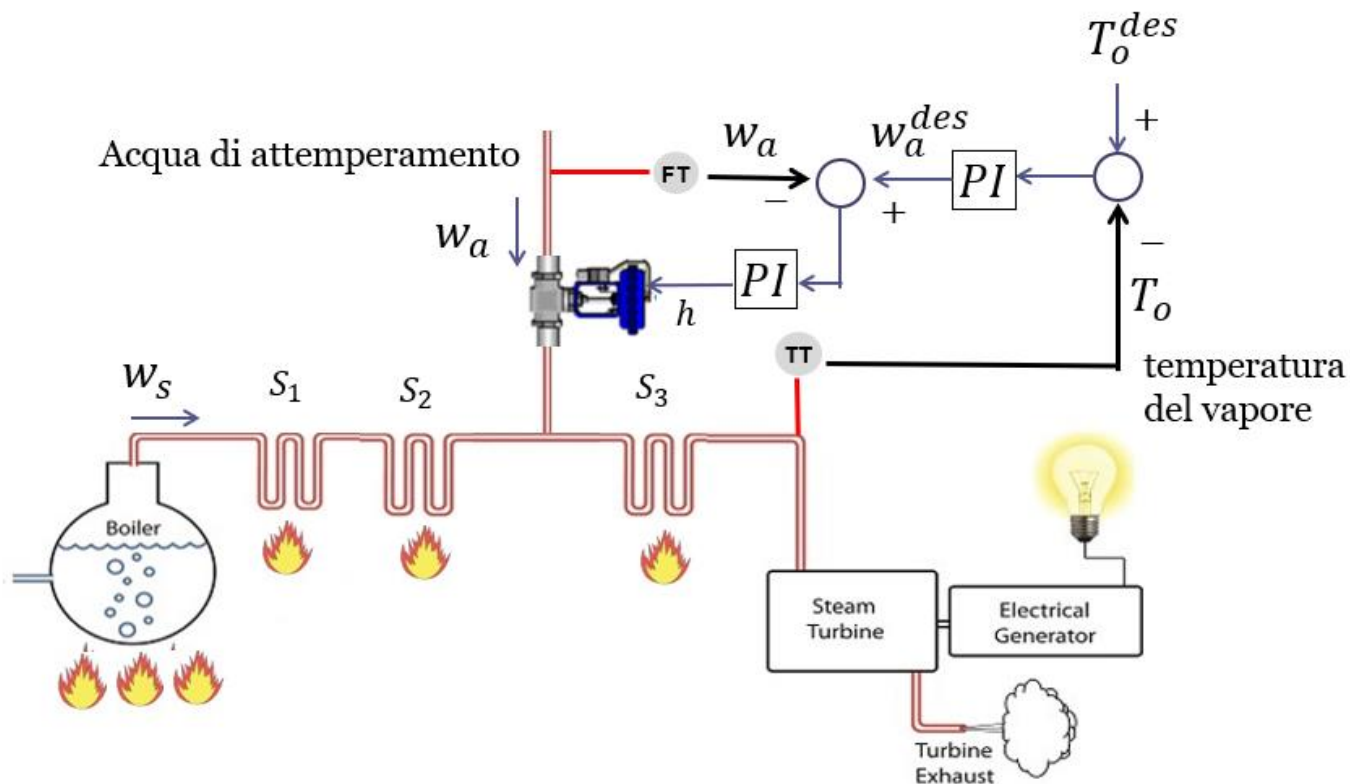 T_o^{des}
+
w_a
w_a^{des}
Acqua di attemperamento
FT
PI
−
+
−
w_a
PI
T_o
h
TT
temperatura
del vapore
w_s
S_1
S_2
S_3
Boiler
Steam
Turbine
Electrical
Generator
Turbine
Exhaust